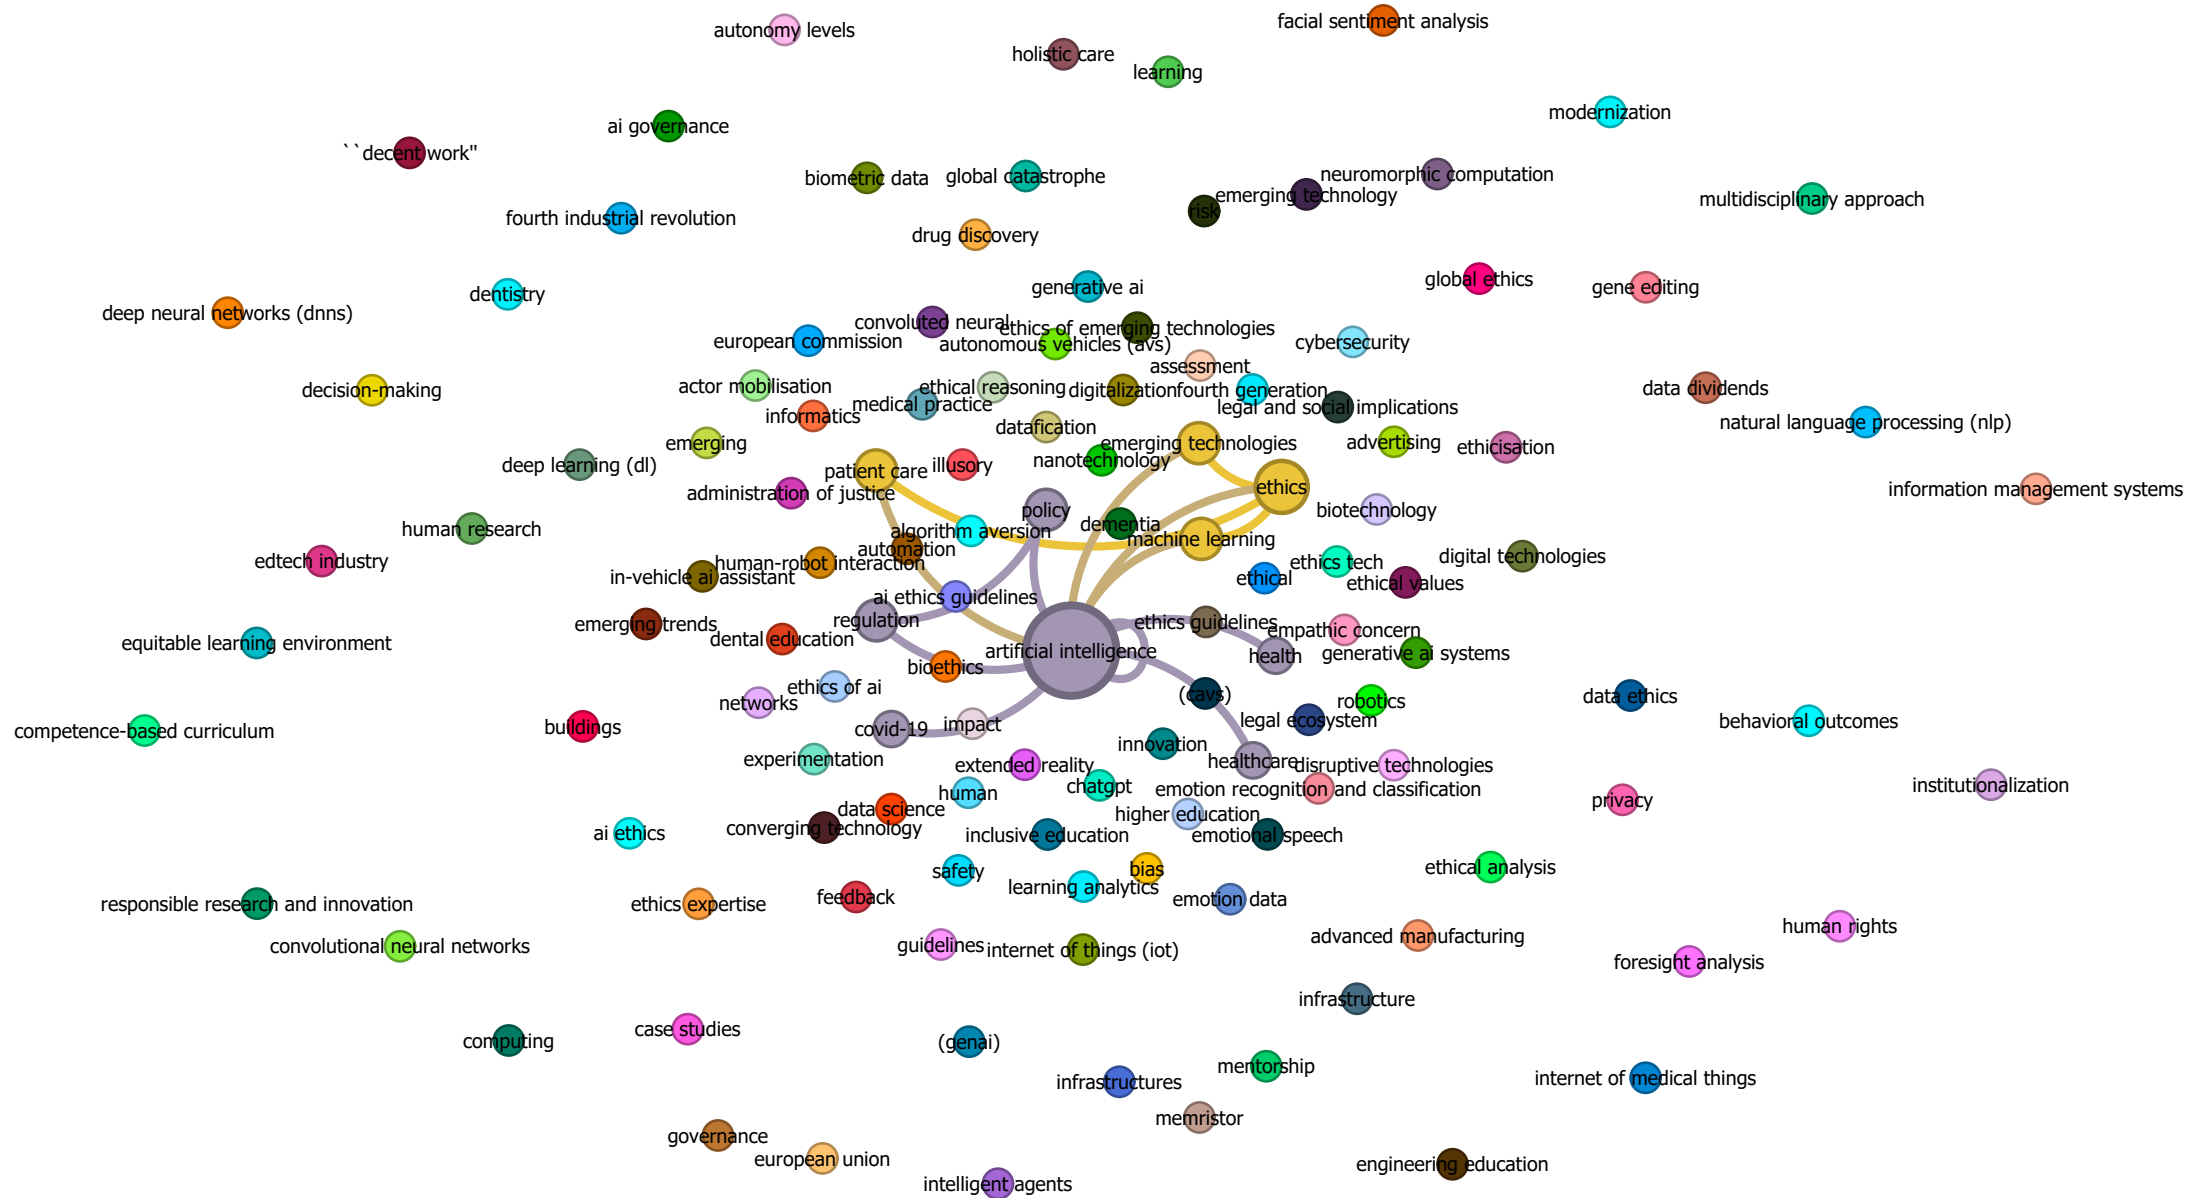 facial sentiment analysis
autonomy levels
holistic care
learning
modernization
ai governance
``decent work"
neuromorphic computation
biometric data
global catastrophe
emerging technology
multidisciplinary approach
risk
fourth industrial revolution
drug discovery
global ethics
generative ai
gene editing
dentistry
deep neural networks (dnns)
convoluted neural
ethics of emerging technologies
european commission
autonomous vehicles (avs)
cybersecurity
assessment
actor mobilisation
ethical reasoning
digitalization
fourth generation
data dividends
decision-making
medical practice
legal and social implications
informatics
natural language processing (nlp)
datafication
emerging
emerging technologies
advertising
ethicisation
nanotechnology
deep learning (dl)
patient care
illusory
ethics
information management systems
administration of justice
policy
biotechnology
dementia
human research
algorithm aversion
machine learning
automation
digital technologies
edtech industry
human-robot interaction
ethics tech
in-vehicle ai assistant
ethical
ethical values
ai ethics guidelines
regulation
emerging trends
ethics guidelines
empathic concern
dental education
equitable learning environment
artificial intelligence
health
generative ai systems
bioethics
ethics of ai
(cavs)
data ethics
networks
robotics
legal ecosystem
behavioral outcomes
buildings
covid-19
impact
competence-based curriculum
innovation
experimentation
healthcare
extended reality
disruptive technologies
chatgpt
institutionalization
emotion recognition and classification
human
privacy
data science
higher education
converging technology
ai ethics
inclusive education
emotional speech
ethical analysis
bias
safety
learning analytics
feedback
emotion data
responsible research and innovation
ethics expertise
human rights
advanced manufacturing
guidelines
convolutional neural networks
internet of things (iot)
foresight analysis
infrastructure
case studies
computing
(genai)
mentorship
infrastructures
internet of medical things
memristor
governance
european union
engineering education
intelligent agents